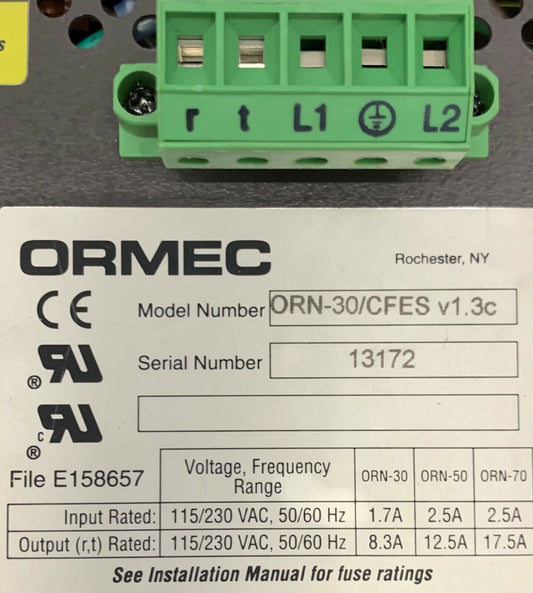 s
r t L1 L2
ORMEC Rochester, NY
CE Model Number ORN-30/CFES v1.3c
RU® Serial Number 13172
c RU®
File E158657
Voltage, Frequency Range ORN-30 ORN-50 ORN-70
Input Rated: 115/230 VAC, 50/60 Hz 1.7A 2.5A 2.5A
Output (r,t) Rated: 115/230 VAC, 50/60 Hz 8.3A 12.5A 17.5A
See Installation Manual for fuse ratings